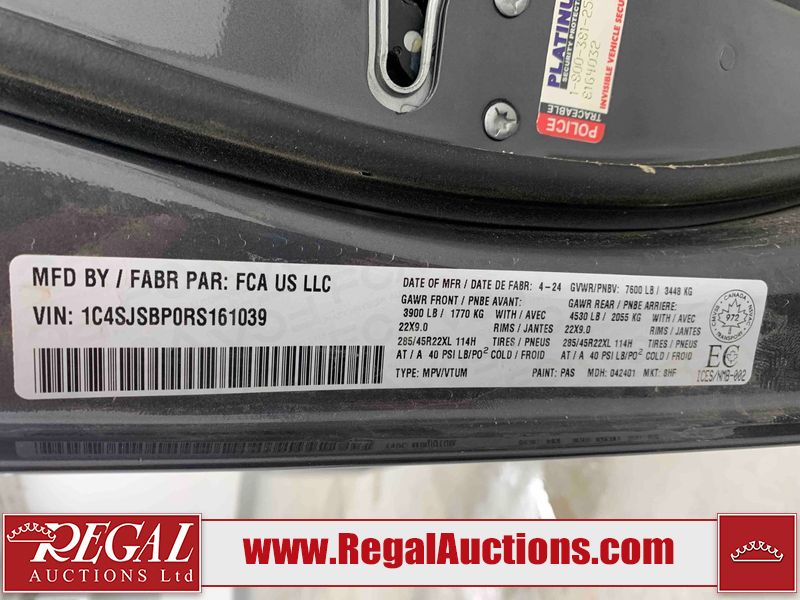 PLATINUM
SECURITY PROTECT
1-800-381-25
E164032
INVISIBLE VEHICLE SECUR
TRACEABLE
POLICE
MFD BY / FABR PAR: FCA US LLC
VIN: 1C4SJSBP0RS161039
DATE OF MFR / DATE DE FABR: 4-24 GVWR/PNBV: 7600 LB / 3448 KG
GAWR FRONT / PNBE AVANT: GAWR REAR / PNBE ARRIERE:
3900 LB / 1770 KG WITH / AVEC 4530 LB / 2055 KG WITH / AVEC
22X9.0 RIMS / JANTES 22X9.0 RIMS / JANTES
285/45R22XL 114H TIRES / PNEUS 285/45R22XL 114H TIRES / PNEUS
AT / A 40 PSI LB/PO² COLD / FROID AT / A 40 PSI LB/PO² COLD / FROID
TYPE: MPV/VTUM PAINT: PAS MDH: 042401 MKT: 8HF
CANADA
972
TRANSPORT
EC
ICES/NMB-002
REGAL
AUCTIONS Ltd
www.RegalAuctions.com